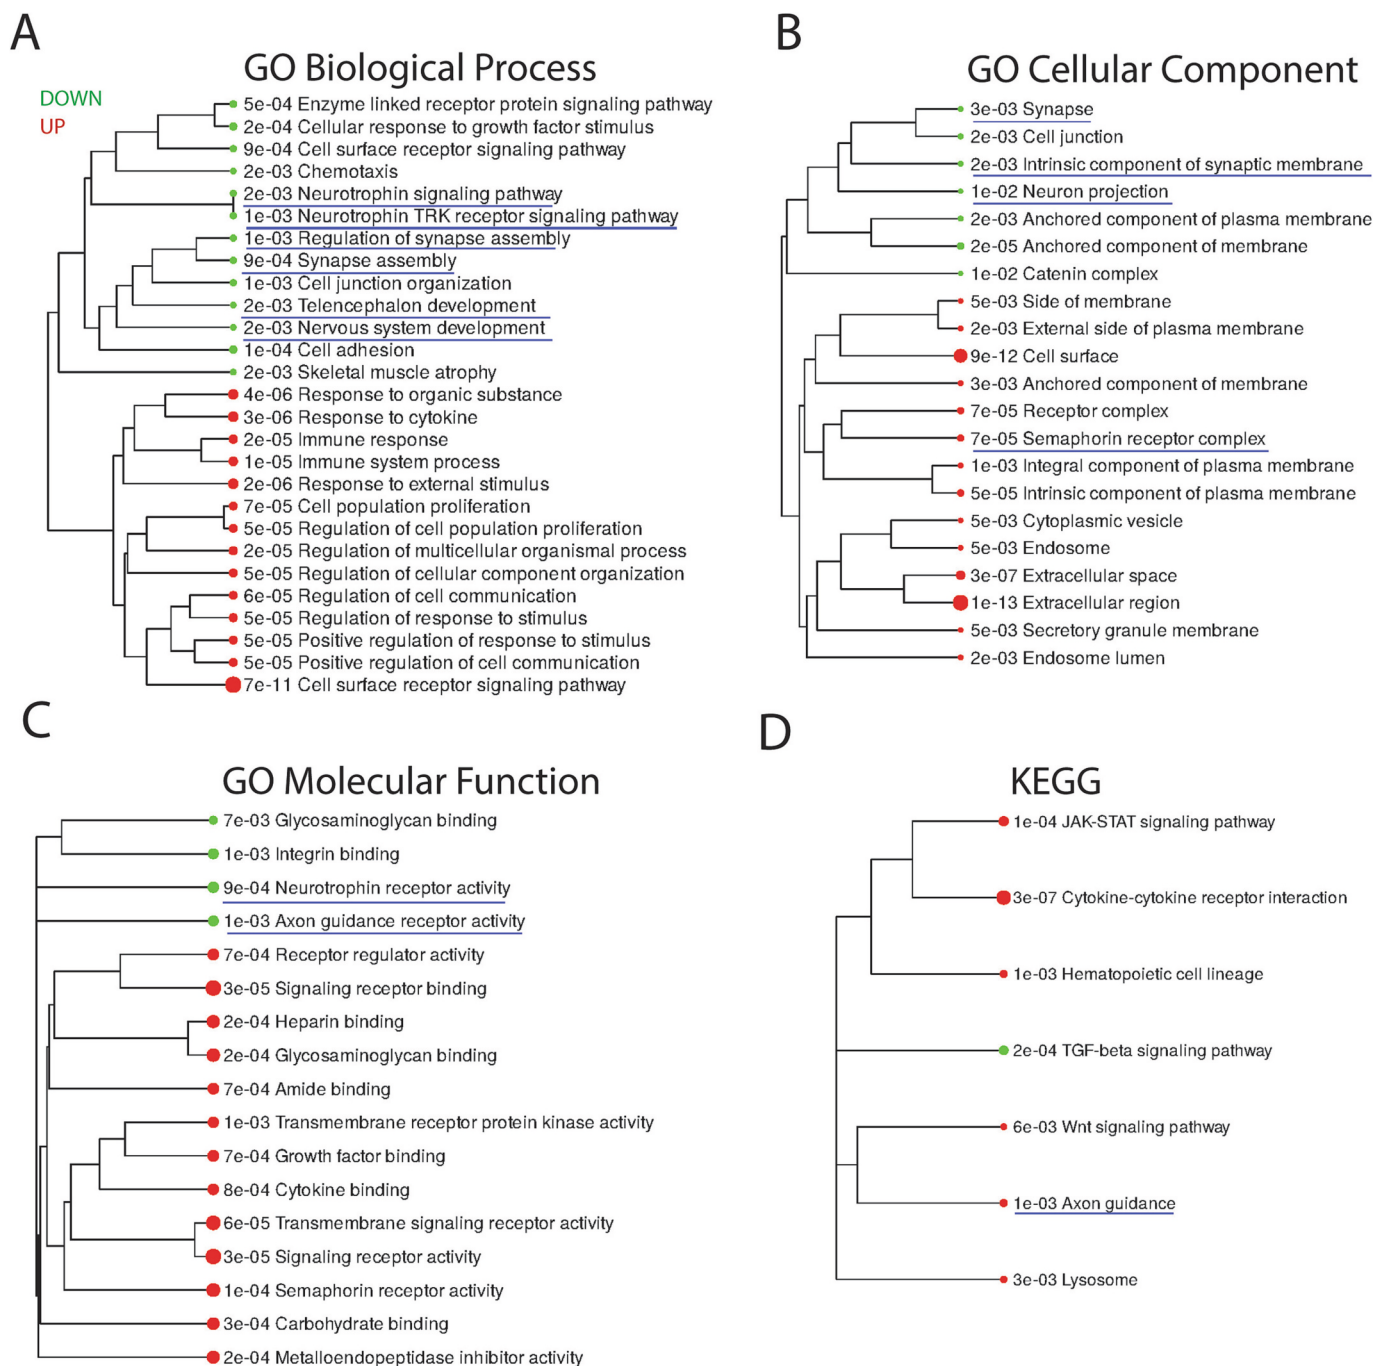 A
GO Biological Process
DOWN
UP
5e-04 Enzyme linked receptor protein signaling pathway
2e-04 Cellular response to growth factor stimulus
9e-04 Cell surface receptor signaling pathway
2e-03 Chemotaxis
2e-03 Neurotrophin signaling pathway
1e-03 Neurotrophin TRK receptor signaling pathway
1e-03 Regulation of synapse assembly
9e-04 Synapse assembly
1e-03 Cell junction organization
2e-03 Telencephalon development
2e-03 Nervous system development
1e-04 Cell adhesion
2e-03 Skeletal muscle atrophy
4e-06 Response to organic substance
3e-06 Response to cytokine
2e-05 Immune response
1e-05 Immune system process
2e-06 Response to external stimulus
7e-05 Cell population proliferation
5e-05 Regulation of cell population proliferation
2e-05 Regulation of multicellular organismal process
5e-05 Regulation of cellular component organization
6e-05 Regulation of cell communication
5e-05 Regulation of response to stimulus
5e-05 Positive regulation of response to stimulus
5e-05 Positive regulation of cell communication
7e-11 Cell surface receptor signaling pathway
B
GO Cellular Component
3e-03 Synapse
2e-03 Cell junction
2e-03 Intrinsic component of synaptic membrane
1e-02 Neuron projection
2e-03 Anchored component of plasma membrane
2e-05 Anchored component of membrane
1e-02 Catenin complex
5e-03 Side of membrane
2e-03 External side of plasma membrane
9e-12 Cell surface
3e-03 Anchored component of membrane
7e-05 Receptor complex
7e-05 Semaphorin receptor complex
1e-03 Integral component of plasma membrane
5e-05 Intrinsic component of plasma membrane
5e-03 Cytoplasmic vesicle
5e-03 Endosome
3e-07 Extracellular space
1e-13 Extracellular region
5e-03 Secretory granule membrane
2e-03 Endosome lumen
C
GO Molecular Function
7e-03 Glycosaminoglycan binding
1e-03 Integrin binding
9e-04 Neurotrophin receptor activity
1e-03 Axon guidance receptor activity
7e-04 Receptor regulator activity
3e-05 Signaling receptor binding
2e-04 Heparin binding
2e-04 Glycosaminoglycan binding
7e-04 Amide binding
1e-03 Transmembrane receptor protein kinase activity
7e-04 Growth factor binding
8e-04 Cytokine binding
6e-05 Transmembrane signaling receptor activity
3e-05 Signaling receptor activity
1e-04 Semaphorin receptor activity
3e-04 Carbohydrate binding
2e-04 Metalloendopeptidase inhibitor activity
D
KEGG
1e-04 JAK-STAT signaling pathway
3e-07 Cytokine-cytokine receptor interaction
1e-03 Hematopoietic cell lineage
2e-04 TGF-beta signaling pathway
6e-03 Wnt signaling pathway
1e-03 Axon guidance
3e-03 Lysosome